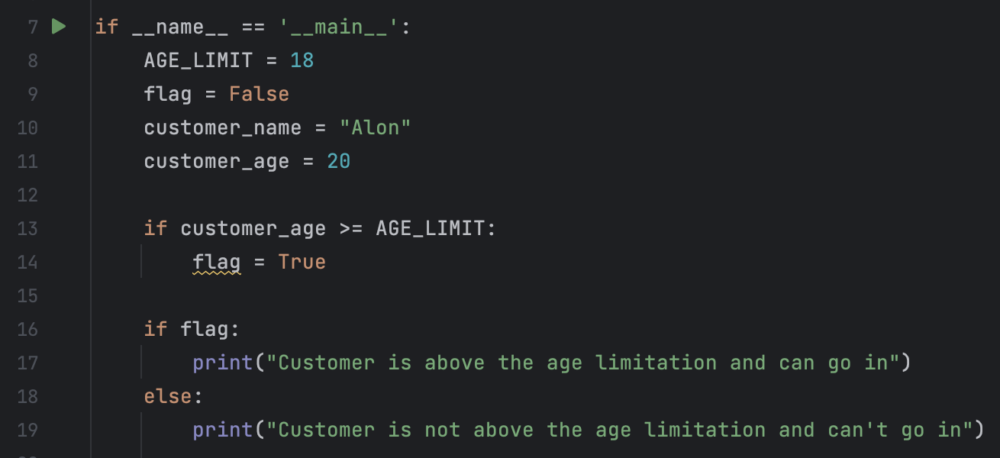 7 if __name__ == '__main__':
8     AGE_LIMIT = 18
9     flag = False
10     customer_name = "Alon"
11     customer_age = 20
12
13     if customer_age >= AGE_LIMIT:
14         flag = True
15
16     if flag:
17         print("Customer is above the age limitation and can go in")
18     else:
19         print("Customer is not above the age limitation and can't go in")